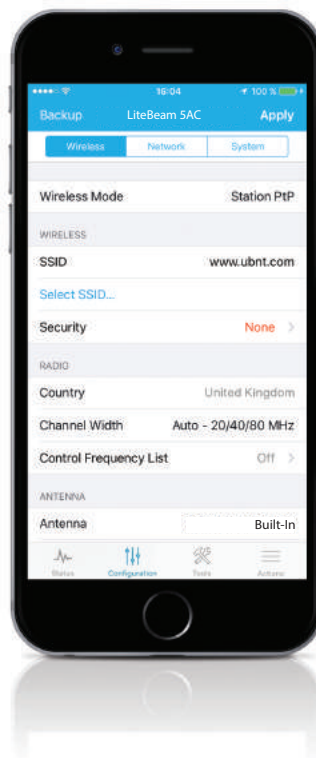 16:04
100 %
Backup LiteBeam 5AC Apply
Wireless Network System
Wireless Mode Station PtP
WIRELESS
SSID www.ubnt.com
Select SSID...
Security None
RADIO
Country United Kingdom
Channel Width Auto - 20/40/80 MHz
Control Frequency List Off
ANTENNA
Antenna Built-In
Status Configuration Tools Actions